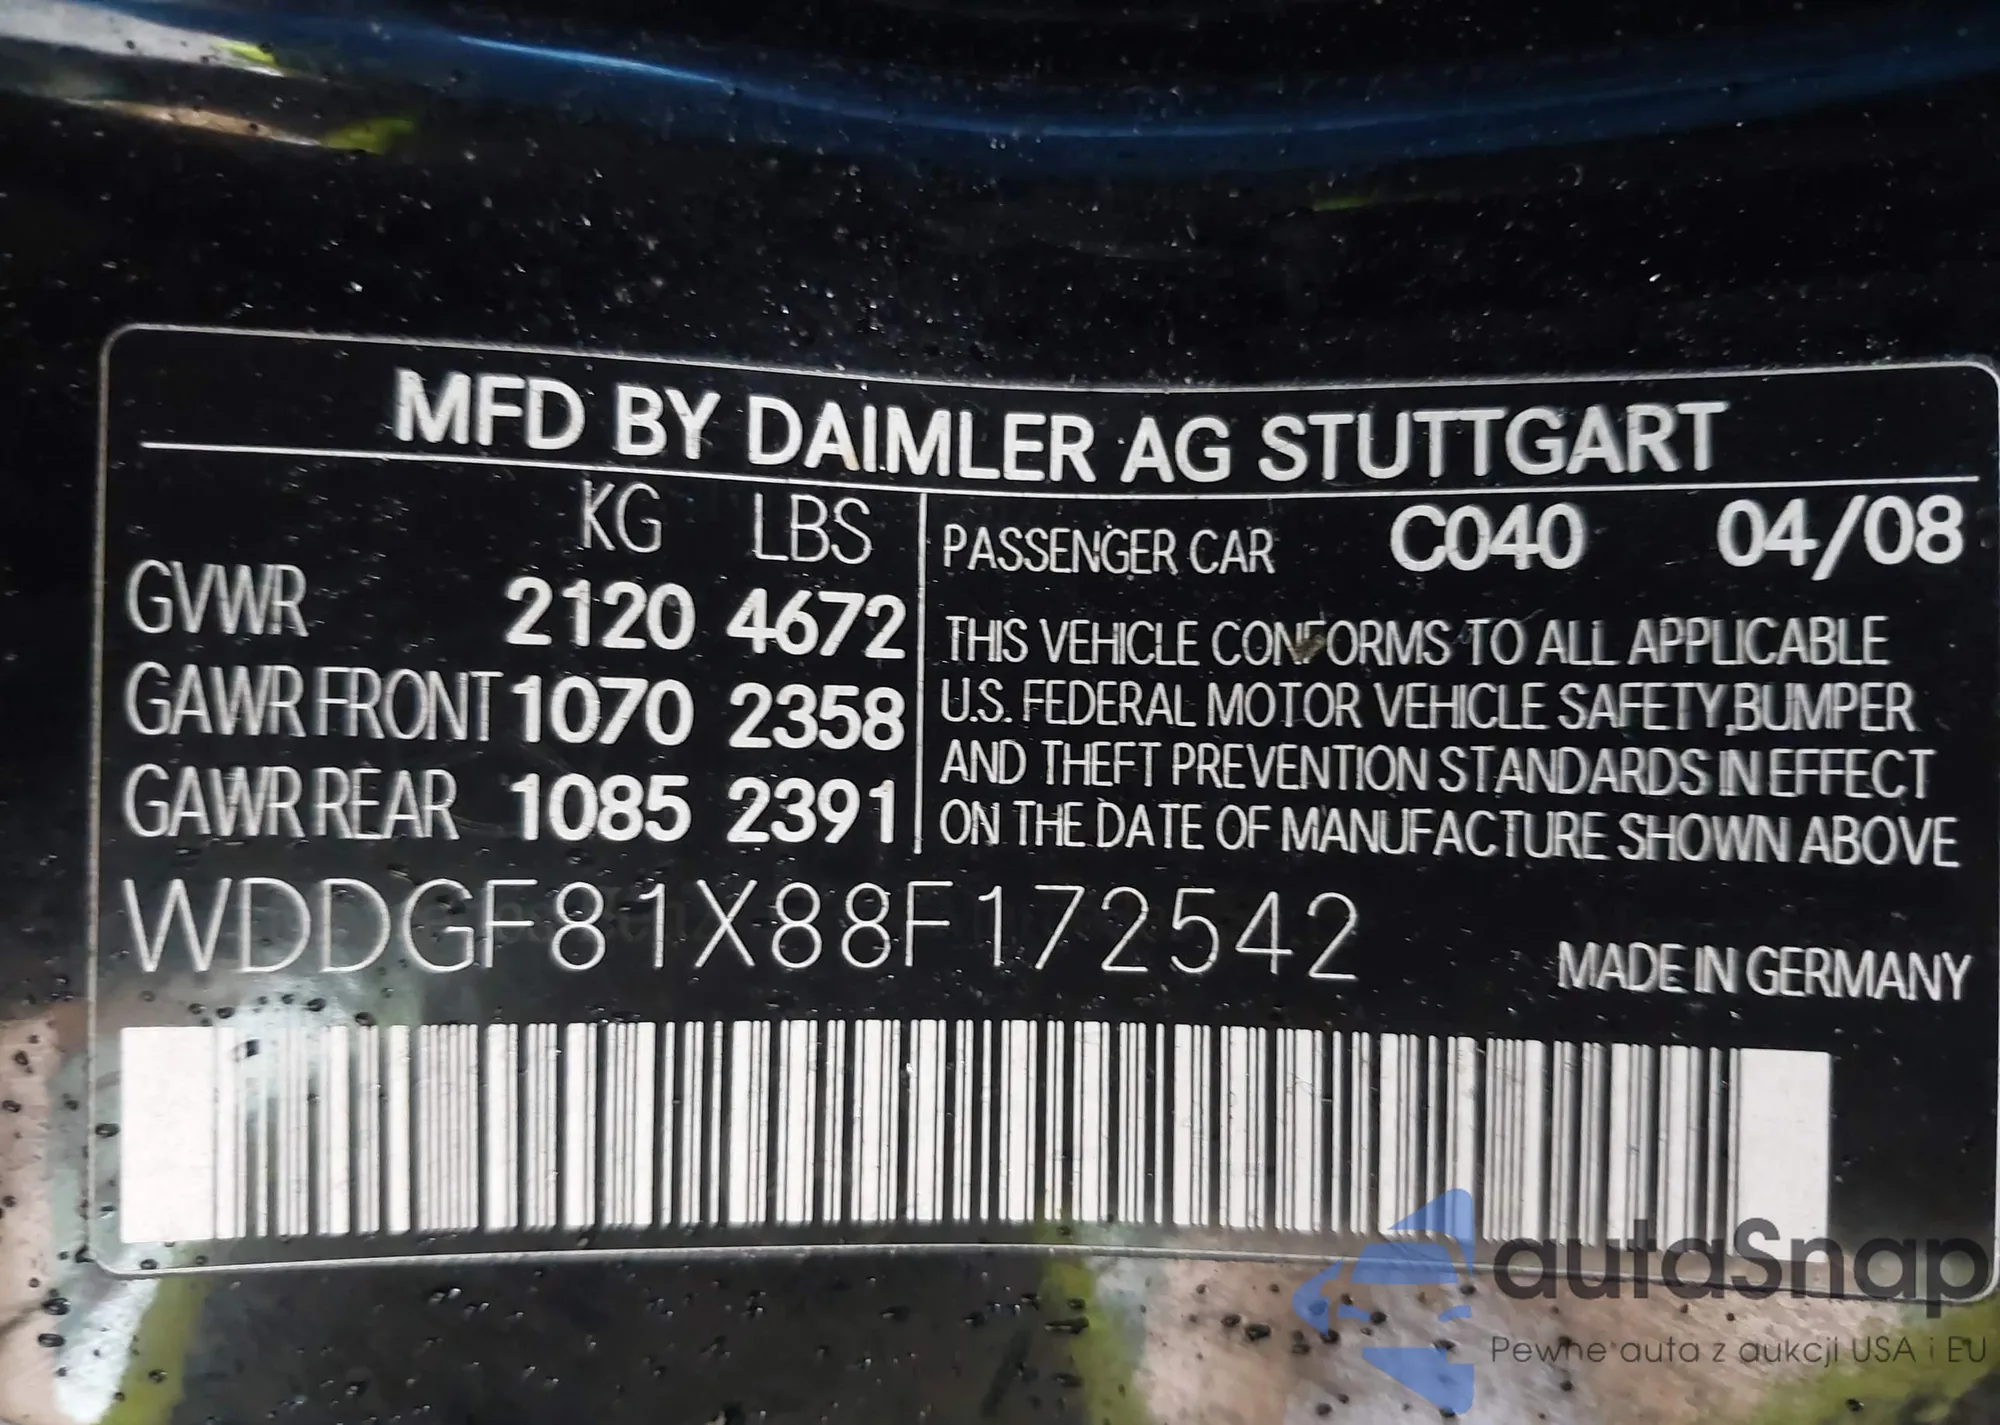 MFD BY DAIMLER AG STUTTGART
KG LBS
GVWR 2120 4672
GAWR FRONT 1070 2358
GAWR REAR 1085 2391
PASSENGER CAR C040 04/08
THIS VEHICLE CONFORMS TO ALL APPLICABLE
U.S. FEDERAL MOTOR VEHICLE SAFETY,BUMPER
AND THEFT PREVENTION STANDARDS IN EFFECT
ON THE DATE OF MANUFACTURE SHOWN ABOVE
WDDGF81X88F172542
MADE IN GERMANY
autaSnap
Pewne auta z aukcji USA i EU